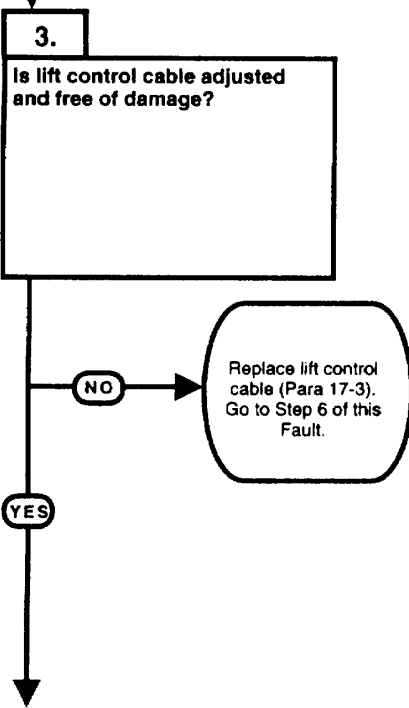 3.
Is lift control cable adjusted
and free of damage?
NO
Replace lift control
cable (Para 17-3).
Go to Step 6 of this
Fault.
YES